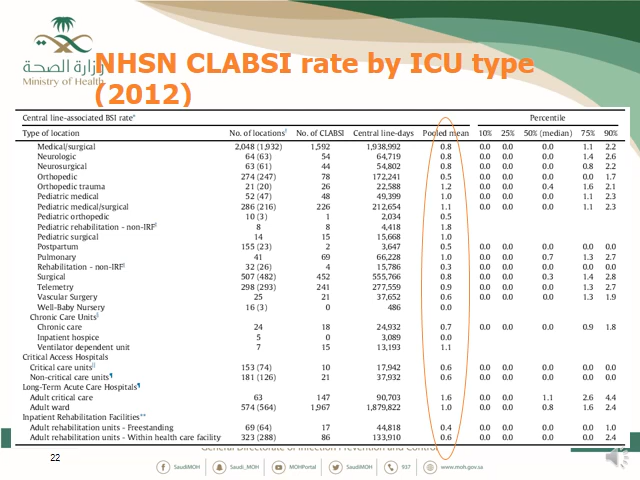 وزارة الصحة
Ministry of Health
NHSN CLABSI rate by ICU type
(2012)
Central line-associated BSI rate*
Percentile
Type of location No. of locations† No. of CLABSI Central line-days Pooled mean 10% 25% 50% (median) 75% 90%
Medical/surgical 2,048 (1,932) 1,592 1,938,992 0.8 0.0 0.0 0.0 1.1 2.2
Neurologic 64 (63) 54 64,719 0.8 0.0 0.0 0.0 1.4 2.6
Neurosurgical 63 (61) 44 54,802 0.8 0.0 0.0 0.0 0.8 2.2
Orthopedic 274 (247) 78 172,241 0.5 0.0 0.0 0.0 0.0 1.7
Orthopedic trauma 21 (20) 26 22,588 1.2 0.0 0.0 0.4 1.6 2.1
Pediatric medical 52 (47) 48 49,399 1.0 0.0 0.0 0.0 1.1 2.3
Pediatric medical/surgical 286 (216) 226 212,654 1.1 0.0 0.0 0.0 1.1 2.3
Pediatric orthopedic 10 (3) 1 2,034 0.5
Pediatric rehabilitation - non-IRF‡ 8 8 4,418 1.8
Pediatric surgical 14 15 15,668 1.0
Postpartum 155 (23) 2 3,647 0.5 0.0 0.0 0.0 0.0 0.0
Pulmonary 41 69 66,228 1.0 0.0 0.0 0.7 1.3 2.7
Rehabilitation - non-IRF‡ 32 (26) 4 15,786 0.3 0.0 0.0 0.0 0.0 0.0
Surgical 507 (482) 452 555,766 0.8 0.0 0.0 0.3 1.4 2.8
Telemetry 298 (293) 241 277,559 0.9 0.0 0.0 0.0 1.3 2.7
Vascular Surgery 25 21 37,652 0.6 0.0 0.0 0.0 1.3 1.9
Well-Baby Nursery 16 (3) 0 486 0.0
Chronic Care Units§
Chronic care 24 18 24,932 0.7 0.0 0.0 0.0 0.9 1.8
Inpatient hospice 5 0 3,089 0.0
Ventilator dependent unit 7 15 13,193 1.1
Critical Access Hospitals
Critical care units|| 153 (74) 10 17,942 0.6 0.0 0.0 0.0 0.0 0.0
Non-critical care units¶ 181 (126) 21 37,932 0.6 0.0 0.0 0.0 0.0 0.0
Long-Term Acute Care Hospitals¶
Adult critical care 63 147 90,703 1.6 0.0 0.0 1.1 2.6 4.4
Adult ward 574 (564) 1,967 1,879,822 1.0 0.0 0.0 0.8 1.6 2.4
Inpatient Rehabilitation Facilities**
Adult rehabilitation units - Freestanding 69 (64) 17 44,818 0.4 0.0 0.0 0.0 0.0 1.0
Adult rehabilitation units - Within health care facility 323 (288) 86 133,910 0.6 0.0 0.0 0.0 0.0 2.4
General Directorate of Infection Prevention and Control
22
SaudiMOH Saudi_MOH MOHPortal SaudiMOH Saudi_MOH 937 www.moh.gov.sa